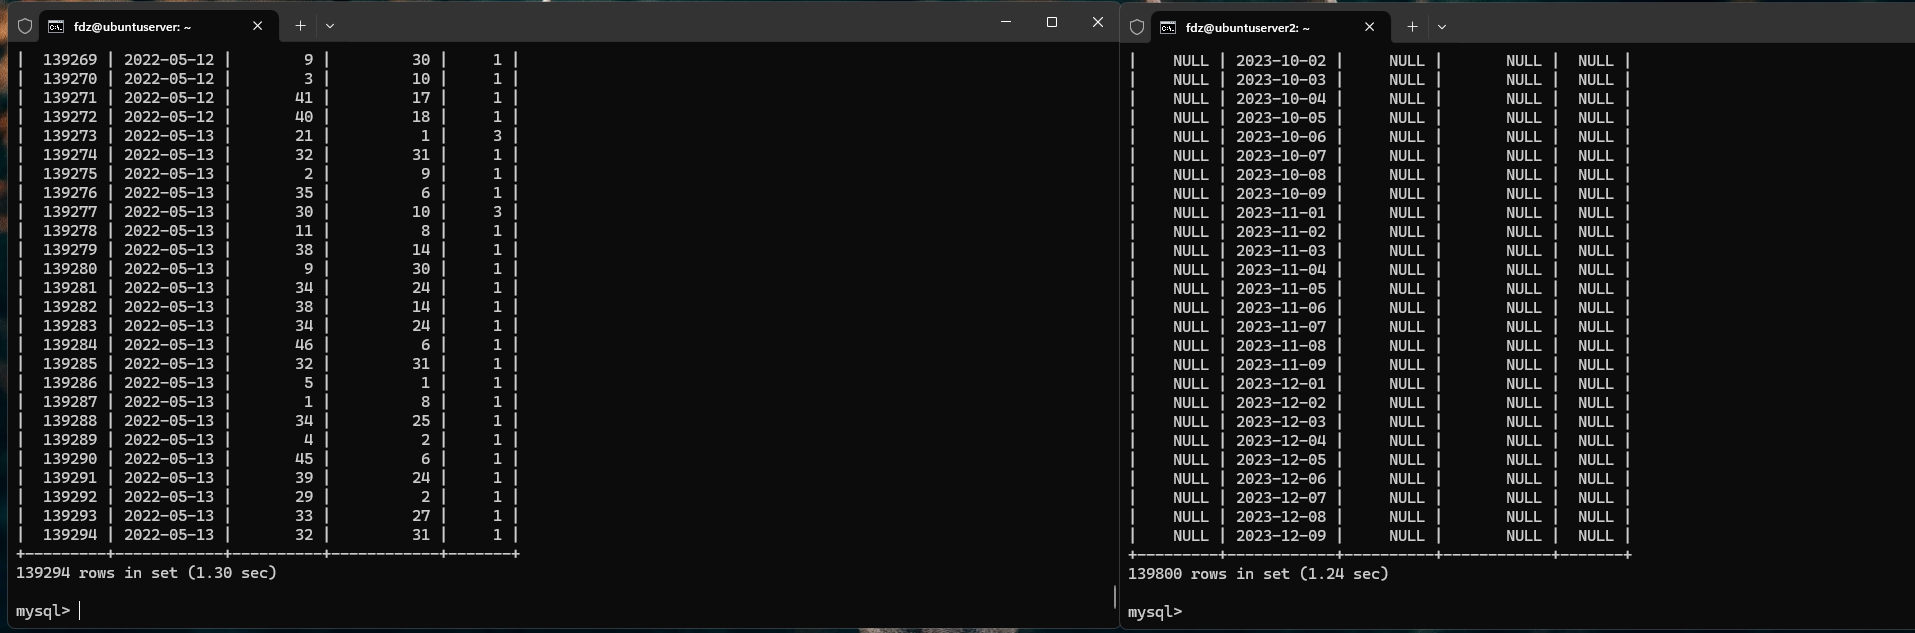 fdz@ubuntuserver: ~
| 139269 | 2022-05-12 | 9 | 30 | 1 |
| 139270 | 2022-05-12 | 3 | 10 | 1 |
| 139271 | 2022-05-12 | 41 | 17 | 1 |
| 139272 | 2022-05-12 | 40 | 18 | 1 |
| 139273 | 2022-05-13 | 21 | 1 | 3 |
| 139274 | 2022-05-13 | 32 | 31 | 1 |
| 139275 | 2022-05-13 | 2 | 9 | 1 |
| 139276 | 2022-05-13 | 35 | 6 | 1 |
| 139277 | 2022-05-13 | 30 | 10 | 3 |
| 139278 | 2022-05-13 | 11 | 8 | 1 |
| 139279 | 2022-05-13 | 38 | 14 | 1 |
| 139280 | 2022-05-13 | 9 | 30 | 1 |
| 139281 | 2022-05-13 | 34 | 24 | 1 |
| 139282 | 2022-05-13 | 38 | 14 | 1 |
| 139283 | 2022-05-13 | 34 | 24 | 1 |
| 139284 | 2022-05-13 | 46 | 6 | 1 |
| 139285 | 2022-05-13 | 32 | 31 | 1 |
| 139286 | 2022-05-13 | 5 | 1 | 1 |
| 139287 | 2022-05-13 | 1 | 8 | 1 |
| 139288 | 2022-05-13 | 34 | 25 | 1 |
| 139289 | 2022-05-13 | 4 | 2 | 1 |
| 139290 | 2022-05-13 | 45 | 6 | 1 |
| 139291 | 2022-05-13 | 39 | 24 | 1 |
| 139292 | 2022-05-13 | 29 | 2 | 1 |
| 139293 | 2022-05-13 | 33 | 27 | 1 |
| 139294 | 2022-05-13 | 32 | 31 | 1 |
+---------+------------+----------+------------+-------+
139294 rows in set (1.30 sec)
mysql>
fdz@ubuntuserver2: ~
| NULL | 2023-10-02 | NULL | NULL | NULL |
| NULL | 2023-10-03 | NULL | NULL | NULL |
| NULL | 2023-10-04 | NULL | NULL | NULL |
| NULL | 2023-10-05 | NULL | NULL | NULL |
| NULL | 2023-10-06 | NULL | NULL | NULL |
| NULL | 2023-10-07 | NULL | NULL | NULL |
| NULL | 2023-10-08 | NULL | NULL | NULL |
| NULL | 2023-10-09 | NULL | NULL | NULL |
| NULL | 2023-11-01 | NULL | NULL | NULL |
| NULL | 2023-11-02 | NULL | NULL | NULL |
| NULL | 2023-11-03 | NULL | NULL | NULL |
| NULL | 2023-11-04 | NULL | NULL | NULL |
| NULL | 2023-11-05 | NULL | NULL | NULL |
| NULL | 2023-11-06 | NULL | NULL | NULL |
| NULL | 2023-11-07 | NULL | NULL | NULL |
| NULL | 2023-11-08 | NULL | NULL | NULL |
| NULL | 2023-11-09 | NULL | NULL | NULL |
| NULL | 2023-12-01 | NULL | NULL | NULL |
| NULL | 2023-12-02 | NULL | NULL | NULL |
| NULL | 2023-12-03 | NULL | NULL | NULL |
| NULL | 2023-12-04 | NULL | NULL | NULL |
| NULL | 2023-12-05 | NULL | NULL | NULL |
| NULL | 2023-12-06 | NULL | NULL | NULL |
| NULL | 2023-12-07 | NULL | NULL | NULL |
| NULL | 2023-12-08 | NULL | NULL | NULL |
| NULL | 2023-12-09 | NULL | NULL | NULL |
+---------+------------+----------+------------+-------+
139800 rows in set (1.24 sec)
mysql>